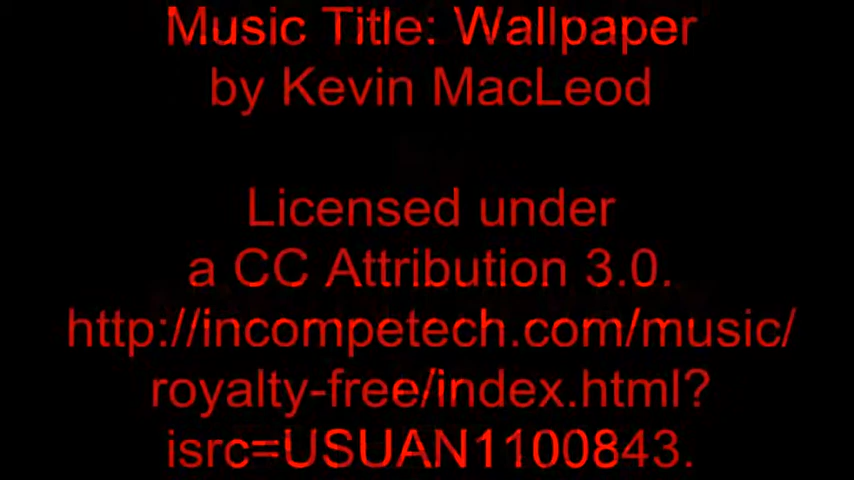 Music Title: Wallpaper
by Kevin MacLeod
Licensed under
a CC Attribution 3.0.
http://incompetech.com/music/
royalty-free/index.html?
isrc=USUAN1100843.